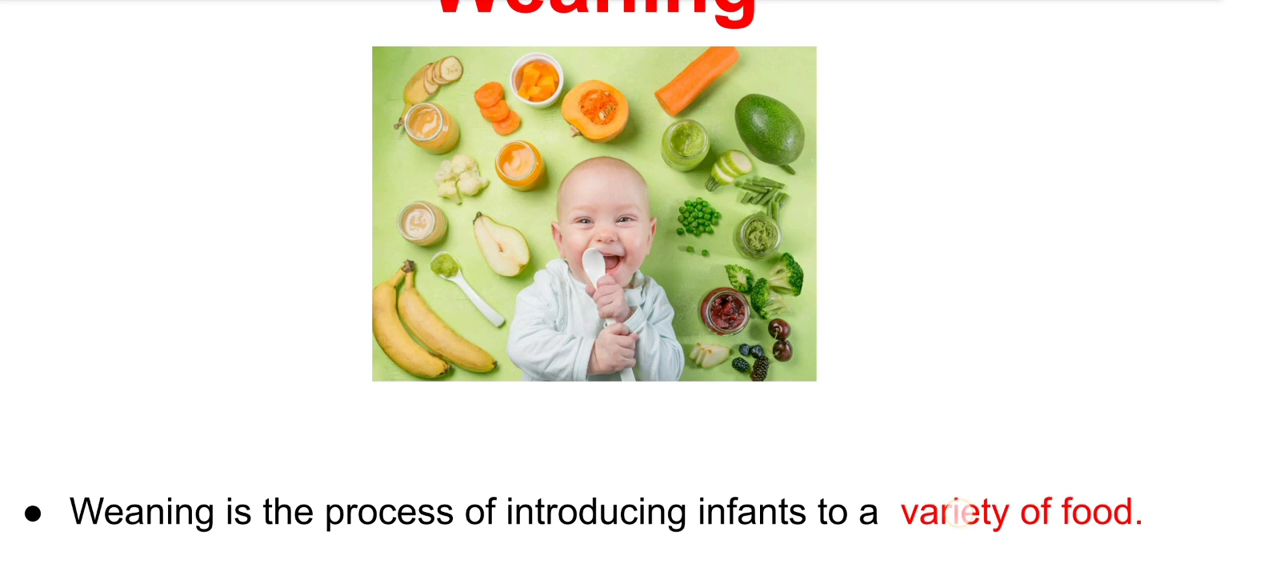 Weaning
● Weaning is the process of introducing infants to a variety of food.